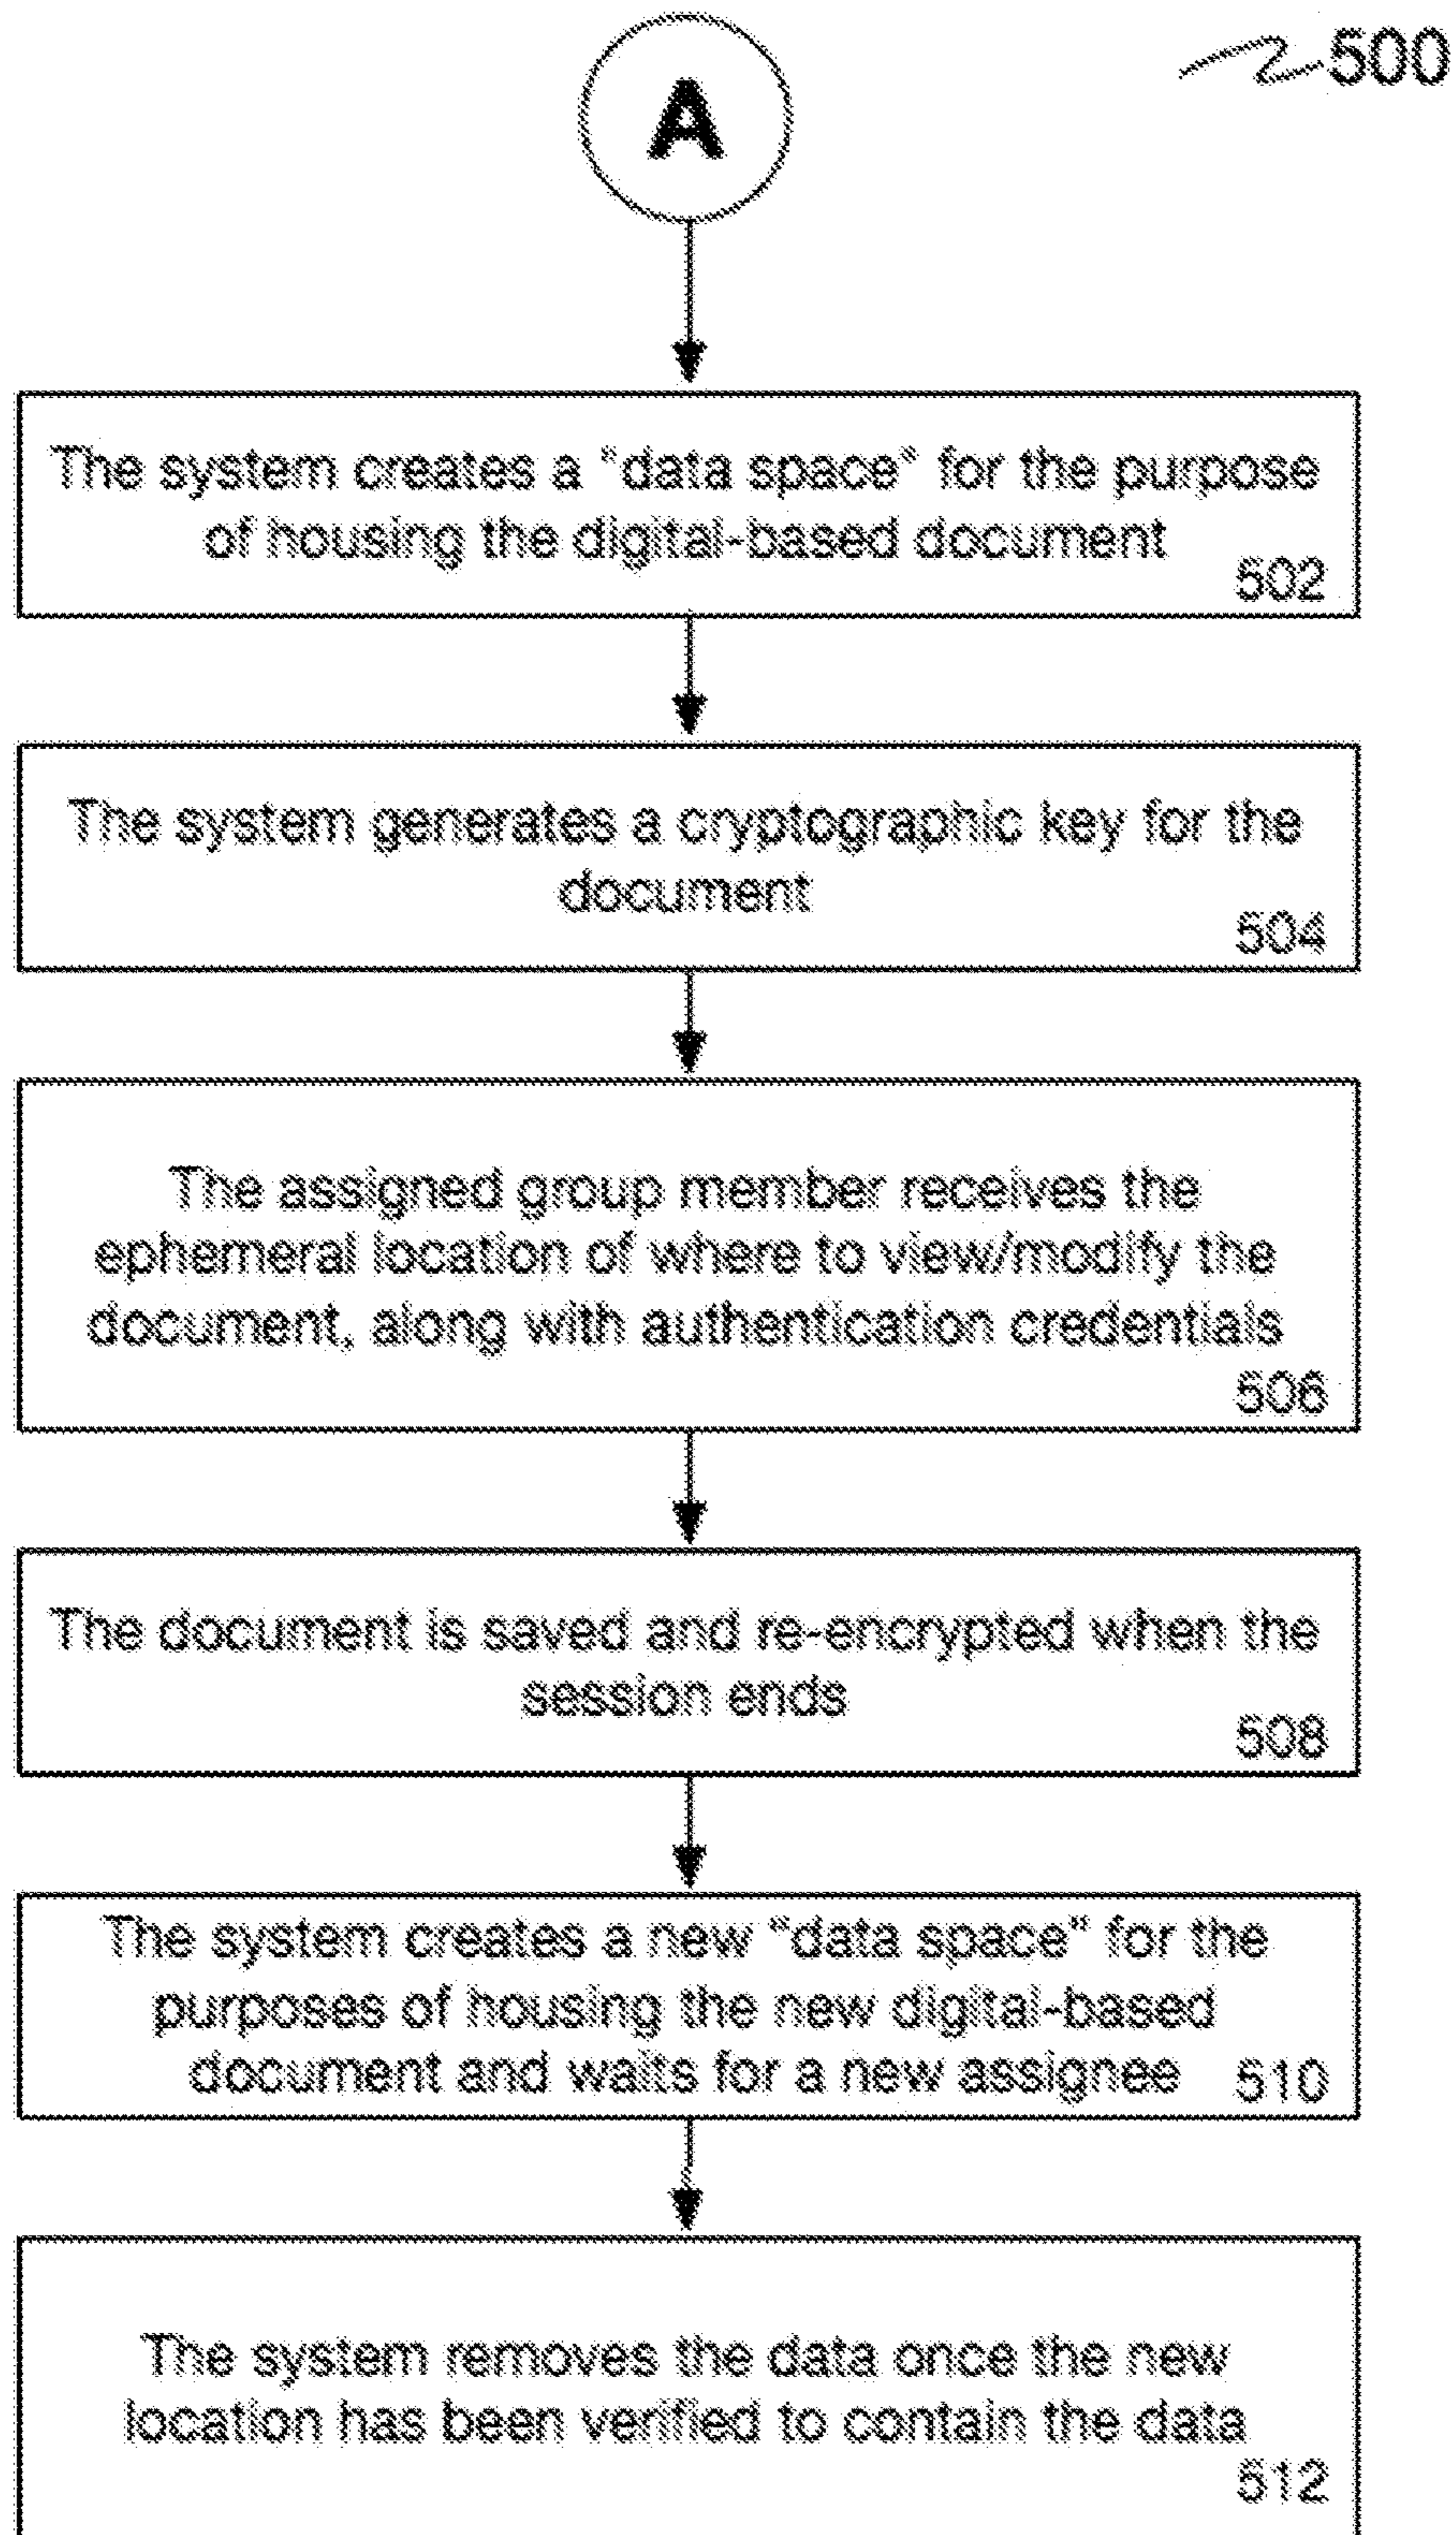 A
500
The system creates a "data space" for the purpose
of housing the digital-based document
502
The system generates a cryptographic key for the
document
504
The assigned group member receives the
ephemeral location of where to view/modify the
document, along with authentication credentials
506
The document is saved and re-encrypted when the
session ends
508
The system creates a new "data space" for the
purposes of housing the new digital-based
document and waits for a new assignee 510
The system removes the data once the new
location has been verified to contain the data
512